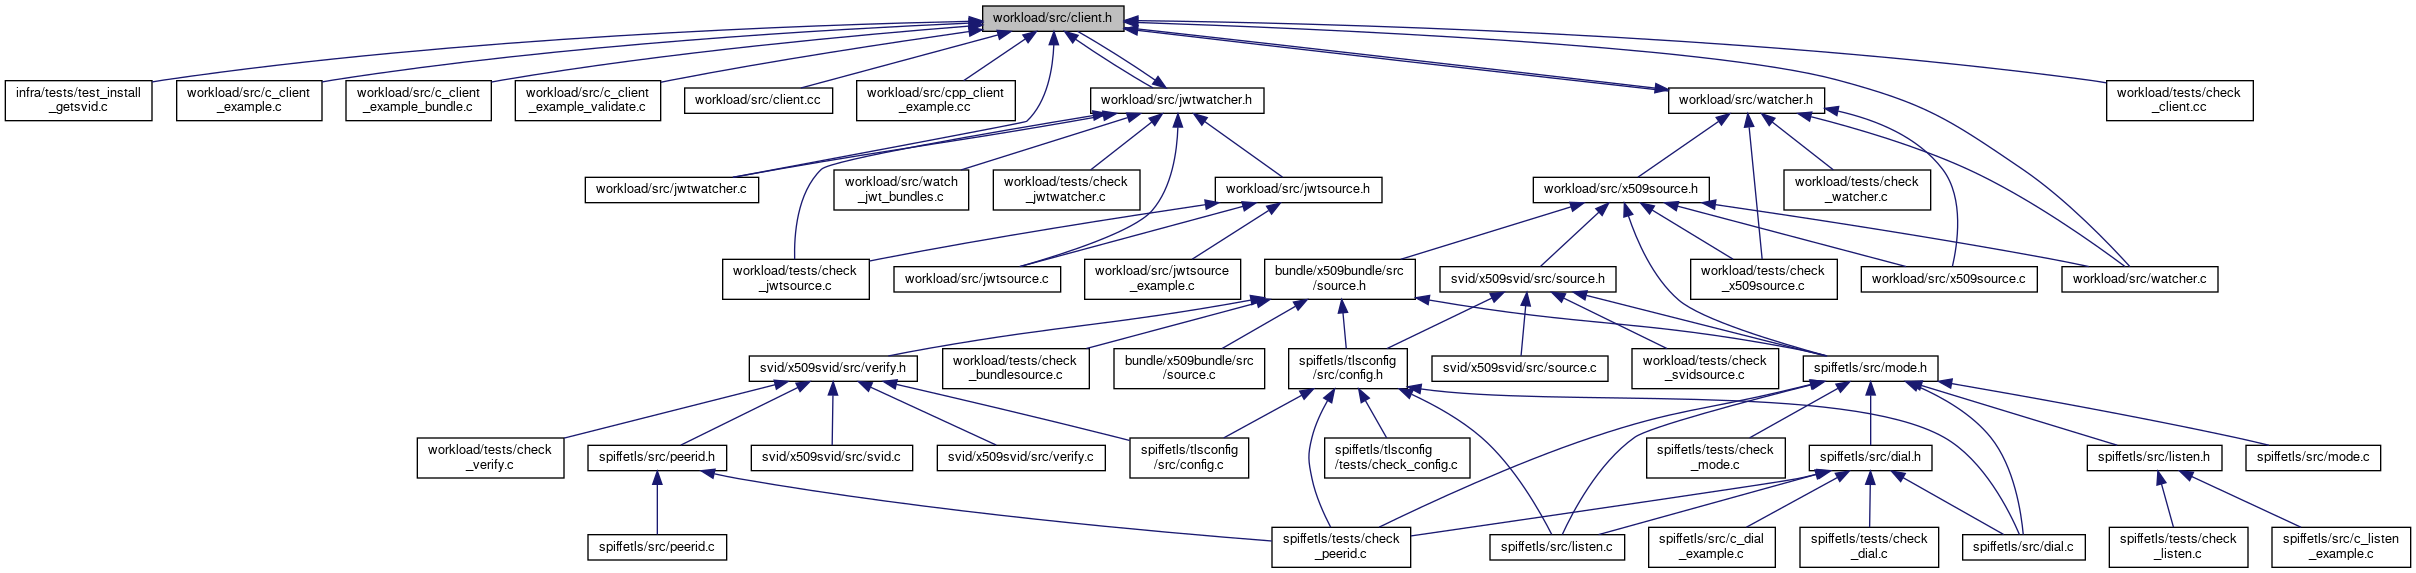 workload/src/client.h
infra/tests/test_install
_getsvid.c
workload/src/c_client
_example.c
workload/src/c_client
_example_bundle.c
workload/src/c_client
_example_validate.c
workload/src/client.cc
workload/src/cpp_client
_example.cc
workload/src/jwtwatcher.h
workload/src/watcher.h
workload/tests/check
_client.cc
workload/src/jwtwatcher.c
workload/src/watch
_jwt_bundles.c
workload/tests/check
_jwtwatcher.c
workload/src/jwtsource.h
workload/src/x509source.h
workload/tests/check
_watcher.c
workload/tests/check
_jwtsource.c
workload/src/jwtsource.c
workload/src/jwtsource
_example.c
bundle/x509bundle/src
/source.h
svid/x509svid/src/source.h
workload/tests/check
_x509source.c
workload/src/x509source.c
workload/src/watcher.c
svid/x509svid/src/verify.h
workload/tests/check
_bundlesource.c
bundle/x509bundle/src
/source.c
spiffetls/tlsconfig
/src/config.h
svid/x509svid/src/source.c
workload/tests/check
_svidsource.c
spiffetls/src/mode.h
workload/tests/check
_verify.c
spiffetls/src/peerid.h
svid/x509svid/src/svid.c
svid/x509svid/src/verify.c
spiffetls/tlsconfig
/src/config.c
spiffetls/tlsconfig
/tests/check_config.c
spiffetls/tests/check
_mode.c
spiffetls/src/dial.h
spiffetls/src/listen.h
spiffetls/src/mode.c
spiffetls/src/peerid.c
spiffetls/tests/check
_peerid.c
spiffetls/src/listen.c
spiffetls/src/c_dial
_example.c
spiffetls/tests/check
_dial.c
spiffetls/src/dial.c
spiffetls/tests/check
_listen.c
spiffetls/src/c_listen
_example.c